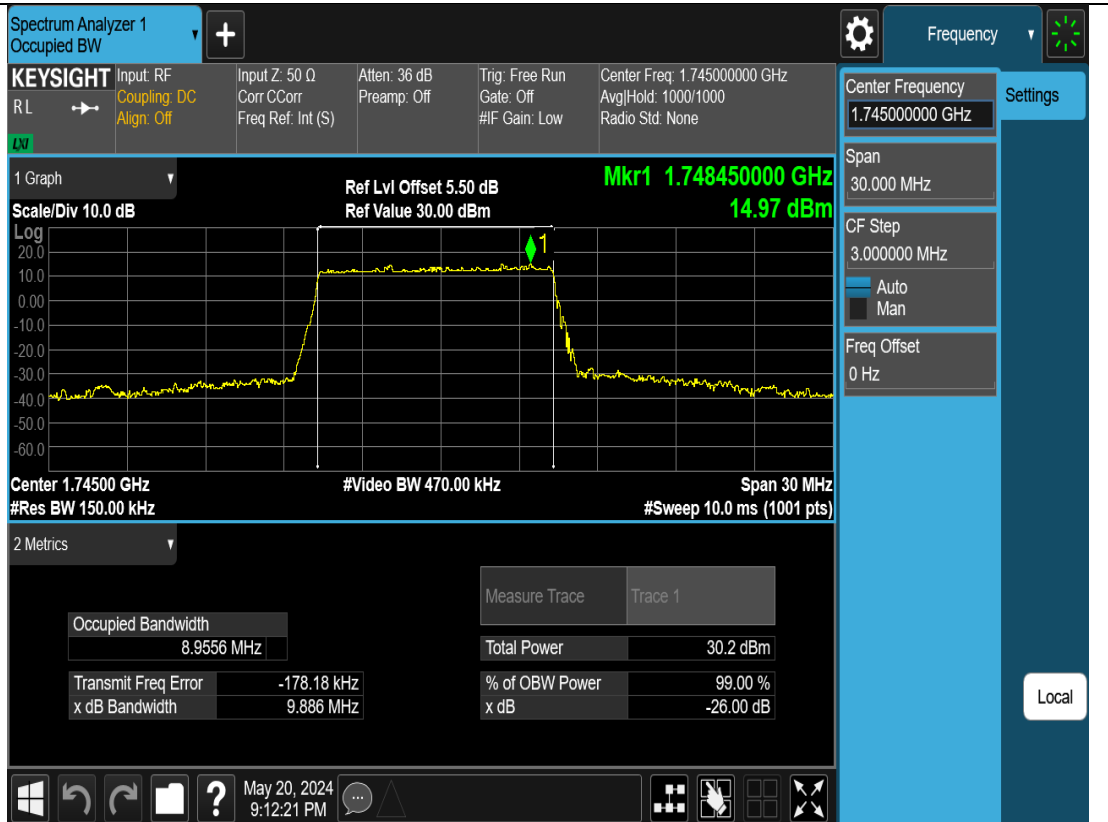 Spectrum Analyzer 1
Occupied BW
+
Frequency
KEYSIGHT
RL
LXI
Input: RF
Coupling: DC
Align: Off
Input Z: 50 Ω
Corr CCorr
Freq Ref: Int (S)
Atten: 36 dB
Preamp: Off
Trig: Free Run
Gate: Off
#IF Gain: Low
Center Freq: 1.745000000 GHz
Avg|Hold: 1000/1000
Radio Std: None
Center Frequency
1.745000000 GHz
Settings
Span
30.000 MHz
CF Step
3.000000 MHz
Auto
Man
Freq Offset
0 Hz
Local
1 Graph
Scale/Div 10.0 dB
Ref Lvl Offset 5.50 dB
Ref Value 30.00 dBm
Mkr1 1.748450000 GHz
14.97 dBm
Log
1
20.0
10.0
0.00
-10.0
-20.0
-30.0
-40.0
-50.0
-60.0
Center 1.74500 GHz
#Video BW 470.00 kHz
Span 30 MHz
#Res BW 150.00 kHz
#Sweep 10.0 ms (1001 pts)
2 Metrics
Measure Trace
Trace 1
Occupied Bandwidth
8.9556 MHz
Total Power
30.2 dBm
Transmit Freq Error
-178.18 kHz
% of OBW Power
99.00 %
x dB Bandwidth
9.886 MHz
x dB
-26.00 dB
?
May 20, 2024
9:12:21 PM